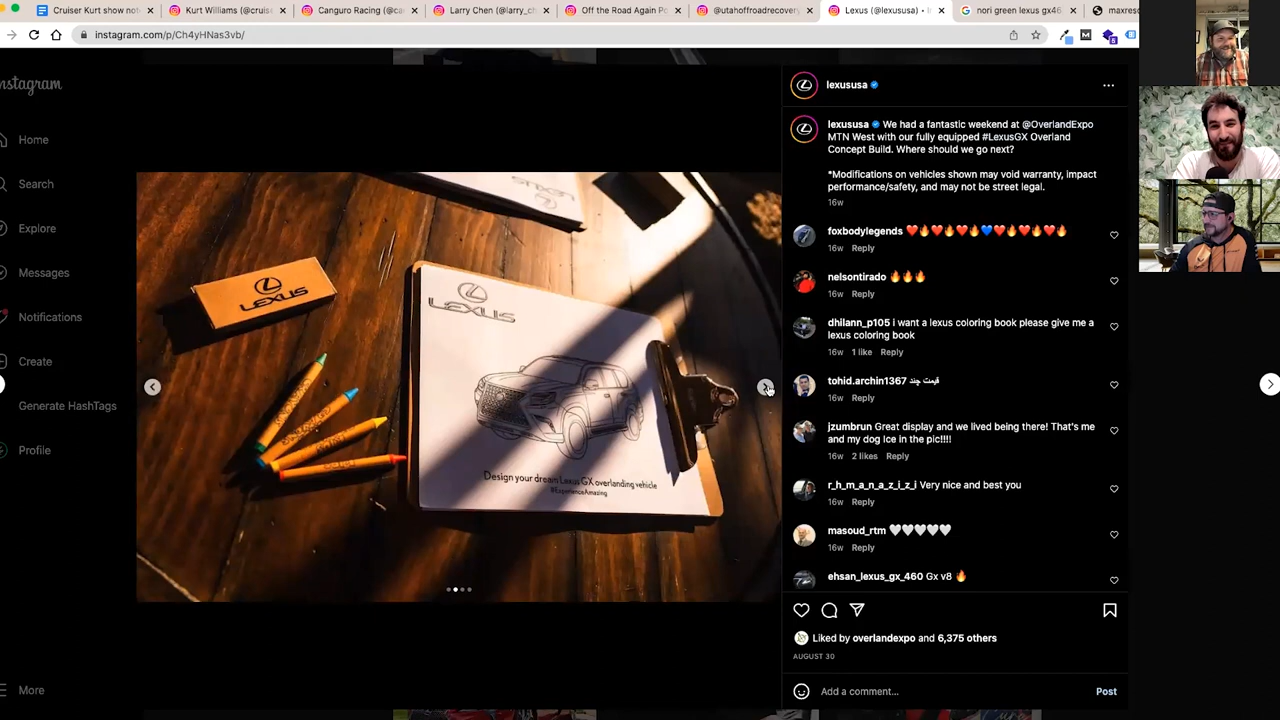 Cruiser Kurt show not
Kurt Williams (@cruis
Canguro Racing (@ca
Larry Chen (@larry_ch
Off the Road Again Po
@utahoffroadrecovery
Lexus (@lexususa) • I
nori green lexus gx46
maxresc
instagram.com/p/Ch4yHNas3vb/
Home
Search
Explore
Messages
Notifications
Create
Generate HashTags
Profile
More
LEXUS
LEXUS
Design your dream Lexus GX overlanding vehicle
#ExperienceAmazing
lexususa
lexususa We had a fantastic weekend at @OverlandExpo
MTN West with our fully equipped #LexusGX Overland
Concept Build. Where should we go next?
*Modifications on vehicles shown may void warranty, impact
performance/safety, and may not be street legal.
16w
foxbodylegends ❤️🔥❤️🔥❤️🔥💙❤️🔥❤️🔥❤️🔥
16w Reply
nelsontirado 🔥🔥🔥
16w Reply
dhilann_p105 i want a lexus coloring book please give me a
lexus coloring book
16w 1 like Reply
tohid.archin1367 قیمت چند
16w Reply
jzumbrun Great display and we lived being there! That's me
and my dog Ice in the pic!!!!
16w 2 likes Reply
r_h_m_a_n_a_z_i_z_i Very nice and best you
16w Reply
masoud_rtm 🤍🤍🤍🤍🤍
16w Reply
ehsan_lexus_gx_460 Gx v8 🔥
Liked by overlandexpo and 6,375 others
AUGUST 30
Add a comment...
Post